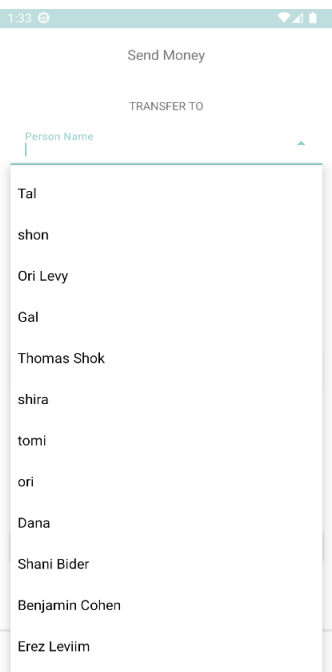 1:33
Send Money
TRANSFER TO
Person Name
Tal
shon
Ori Levy
Gal
Thomas Shok
shira
tomi
ori
Dana
Shani Bider
Benjamin Cohen
Erez Leviim